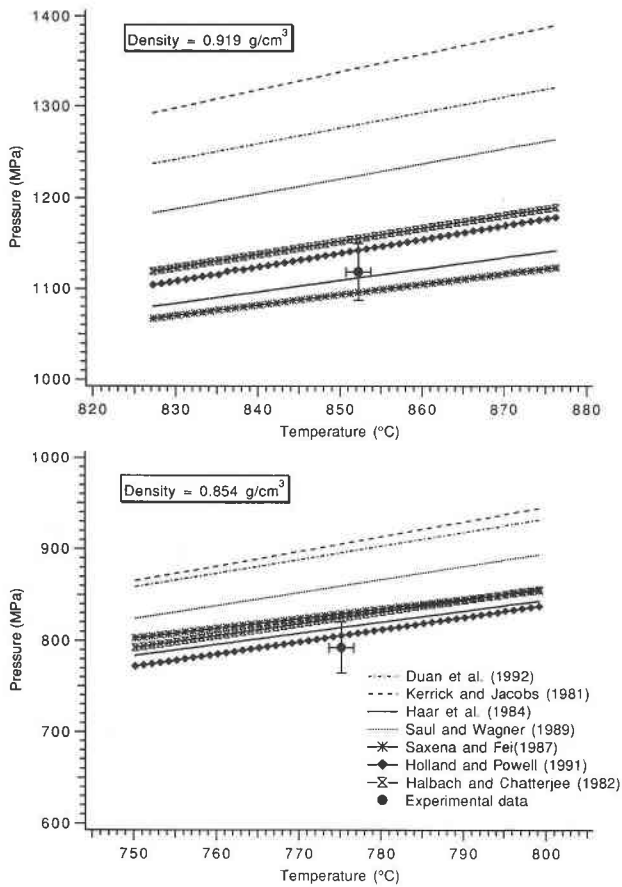 1400
1300
1200
1100
1000
Pressure (MPa)
Density = 0.919 g/cm3
820 830 840 850 860 870 880
Temperature (°C)
1000
900
800
700
600
Pressure (MPa)
Density = 0.854 g/cm3
Duan et al. (1992)
Kerrick and Jacobs (1981)
Haar et al. (1984)
Saul and Wagner (1989)
Saxena and Fei(1987)
Holland and Powell (1991)
Halbach and Chatterjee (1982)
Experimental data
750 760 770 780 790 800
Temperature (°C)